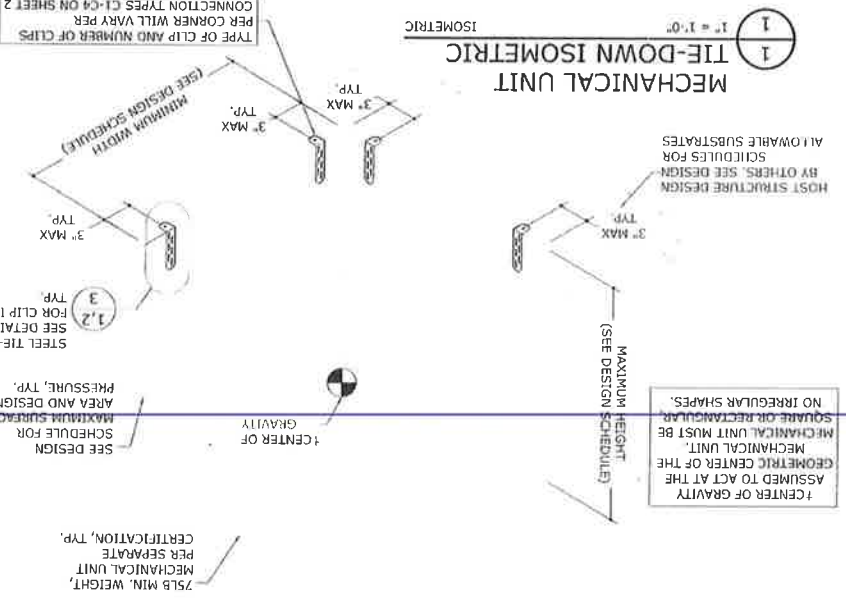 75LB MIN. WEIGHT,
MECHANICAL UNIT
PER SEPARATE
CERTIFICATION, TYP.
†CENTER OF GRAVITY
ASSUMED TO ACT AT THE
GEOMETRIC CENTER OF THE
MECHANICAL UNIT.
MECHANICAL UNIT MUST BE
SQUARE OR RECTANGULAR,
NO IRREGULAR SHAPES.
MAXIMUM HEIGHT
(SEE DESIGN SCHEDULE)
†CENTER OF
GRAVITY
SEE DESIGN
SCHEDULE FOR
MAXIMUM SURFAC
AREA AND DESIGN
PRESSURE, TYP.
STEEL TIE-
SEE DETAI
FOR CLIP
TYP.
1,2
3
3" MAX
TYP.
3" MAX
TYP.
HOST STRUCTURE DESIGN
BY OTHERS. SEE DESIGN
SCHEDULES FOR
ALLOWABLE SUBSTRATES
MINIMUM WIDTH
(SEE DESIGN SCHEDULE)
3" MAX
TYP.
3" MAX
TYP.
TYPE OF CLIP AND NUMBER OF CLIPS
PER CORNER WILL VARY PER
CONNECTION TYPES C1-C4 ON SHEET 2
1
1
MECHANICAL UNIT
TIE-DOWN ISOMETRIC
1" = 1'-0"
ISOMETRIC